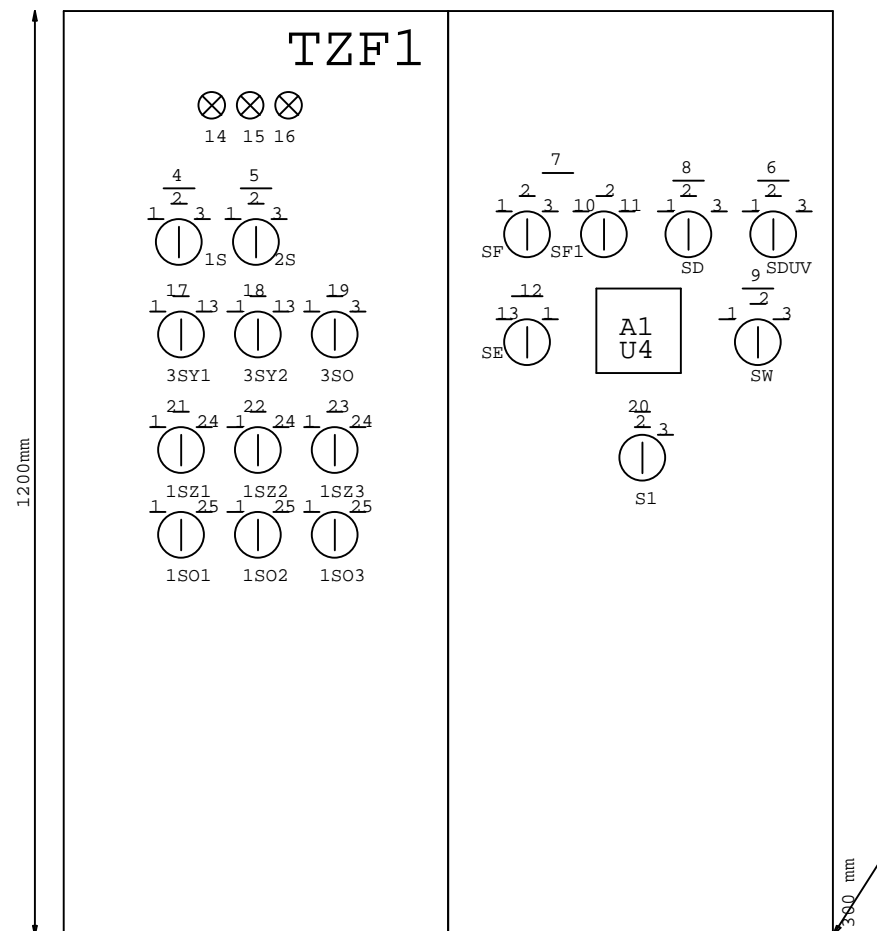 TZF1
14 15 16
4 5
2 2
1 3 1 3
1S 2S
17 18 19
1 13 1 13 1 3
3SY1 3SY2 3SO
21 22 23
1 24 1 24 1 24
1SZ1 1SZ2 1SZ3
1 25 1 25 1 25
1SO1 1SO2 1SO3
1200mm
7 8 6
2 2 2 2
1 3 10 11 1 3 1 3
SF SF1 SD SDUV
12 9
2
13 1 1 3
SE SW
A1
U4
20
2
3
S1
300 mm